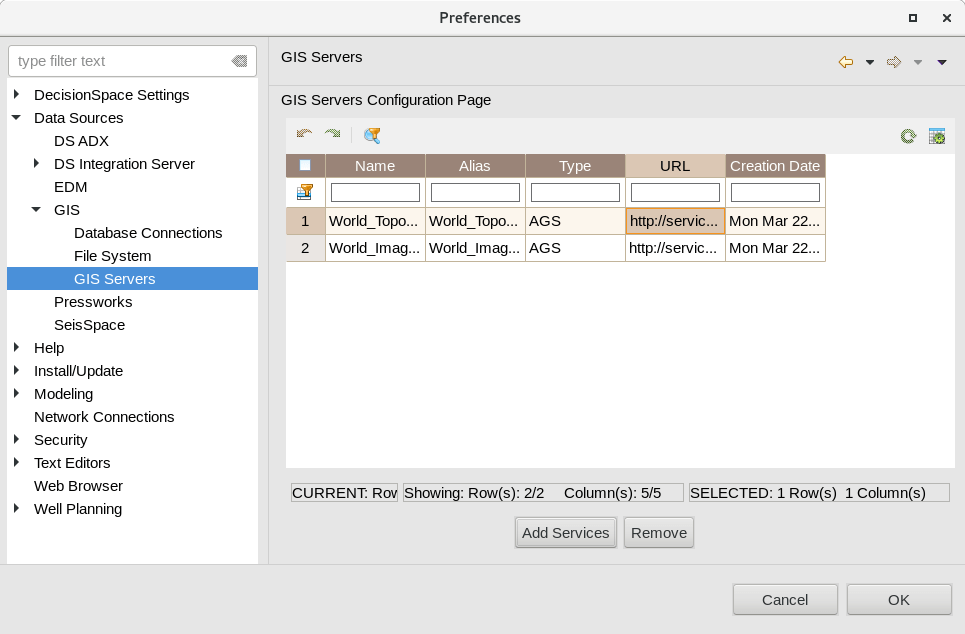 Preferences
type filter text
DecisionSpace Settings
Data Sources
DS ADX
DS Integration Server
EDM
GIS
Database Connections
File System
GIS Servers
Pressworks
SeisSpace
Help
Install/Update
Modeling
Network Connections
Security
Text Editors
Web Browser
Well Planning
GIS Servers
GIS Servers Configuration Page
Name Alias Type URL Creation Date
1 World_Topo... World_Topo... AGS http://servic... Mon Mar 22...
2 World_Imag... World_Imag... AGS http://servic... Mon Mar 22...
CURRENT: Row Showing: Row(s): 2/2 Column(s): 5/5 SELECTED: 1 Row(s) 1 Column(s)
Add Services Remove
Cancel OK